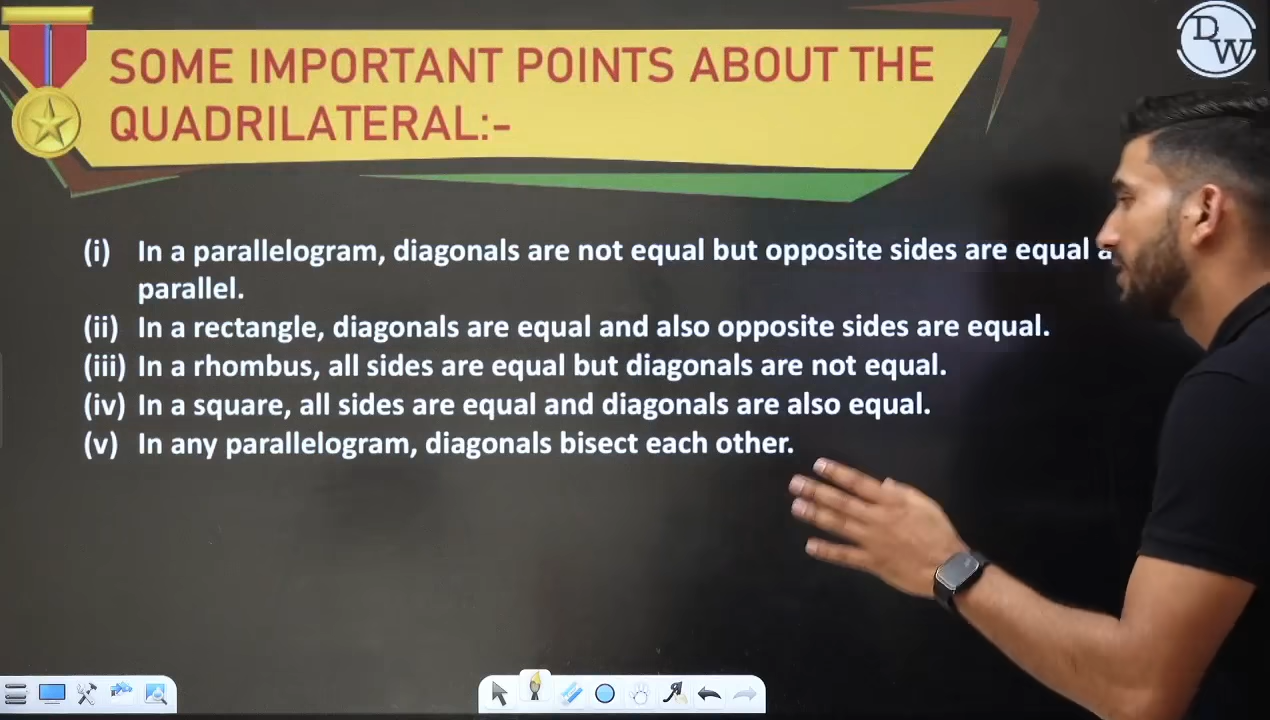 SOME IMPORTANT POINTS ABOUT THE
QUADRILATERAL:-
(i) In a parallelogram, diagonals are not equal but opposite sides are equal
parallel.
(ii) In a rectangle, diagonals are equal and also opposite sides are equal.
(iii) In a rhombus, all sides are equal but diagonals are not equal.
(iv) In a square, all sides are equal and diagonals are also equal.
(v) In any parallelogram, diagonals bisect each other.
DW